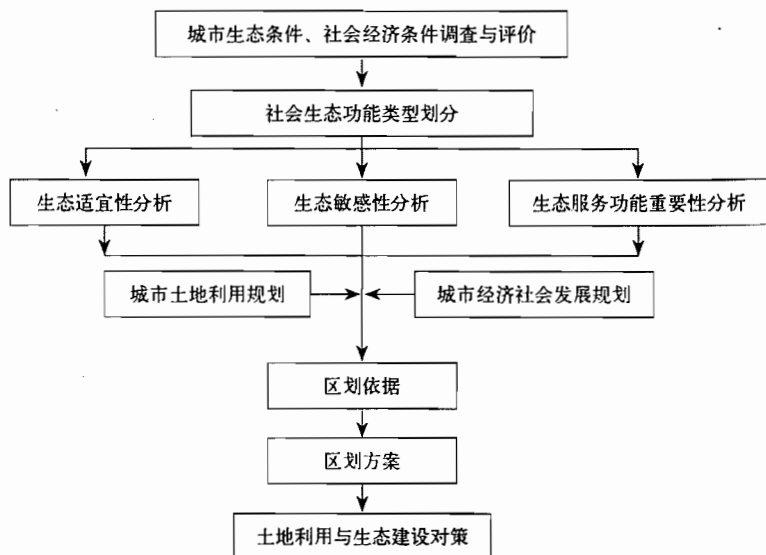 城市生态条件、社会经济条件调查与评价
社会生态功能类型划分
生态适宜性分析
生态敏感性分析
生态服务功能重要性分析
城市土地利用规划
城市经济社会发展规划
区划依据
区划方案
土地利用与生态建设对策